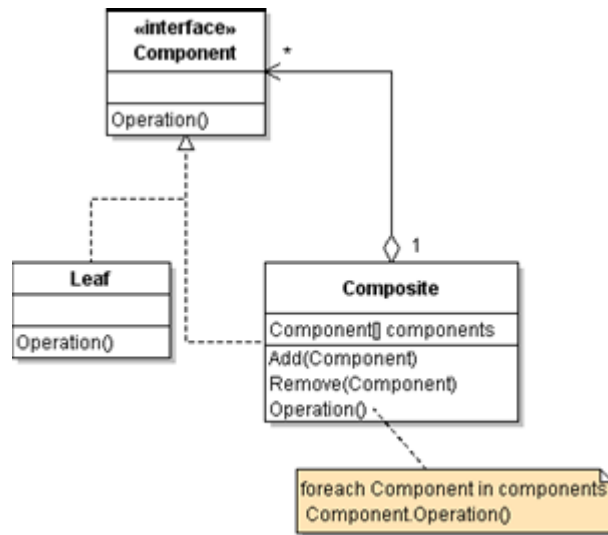 «interface»
Component
*
Operation()
1
Leaf
Operation()
Composite
Component[] components
Add(Component)
Remove(Component)
Operation()
foreach Component in components
Component.Operation()